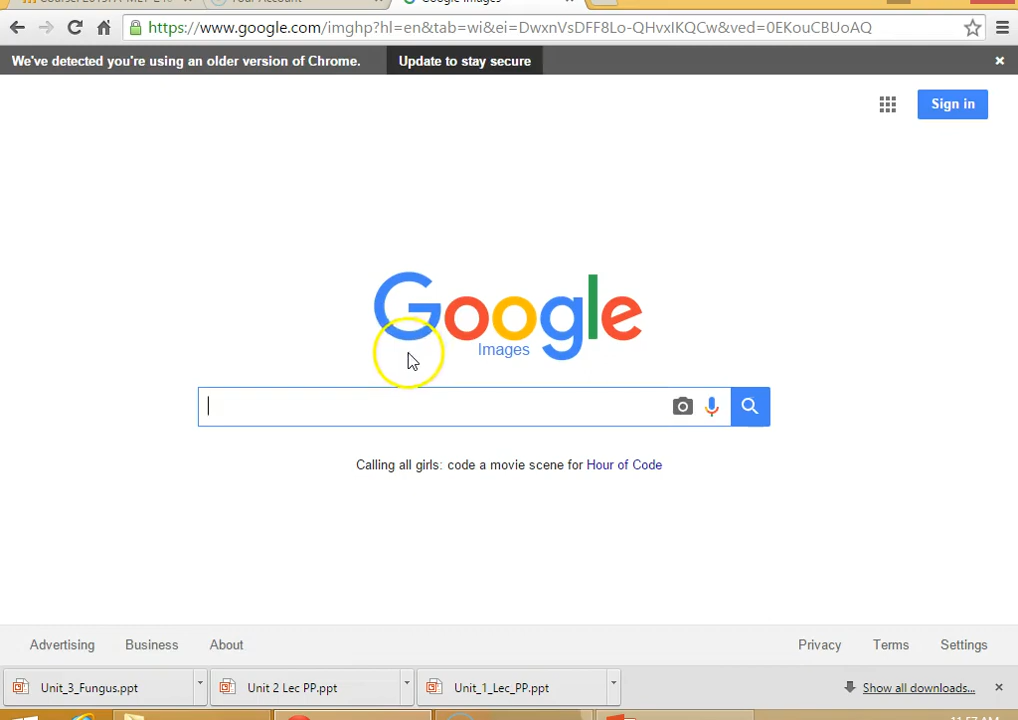 https://www.google.com/imghp?hl=en&tab=wi&ei=DwxnVsDFF8Lo-QHvxIKQCw&ved=0EKouCBUoAQ
We've detected you're using an older version of Chrome.
Update to stay secure
Sign in
Google
Images
Calling all girls: code a movie scene for Hour of Code
Advertising Business About Privacy Terms Settings
Unit_3_Fungus.ppt Unit 2 Lec PP.ppt Unit_1_Lec_PP.ppt Show all downloads...